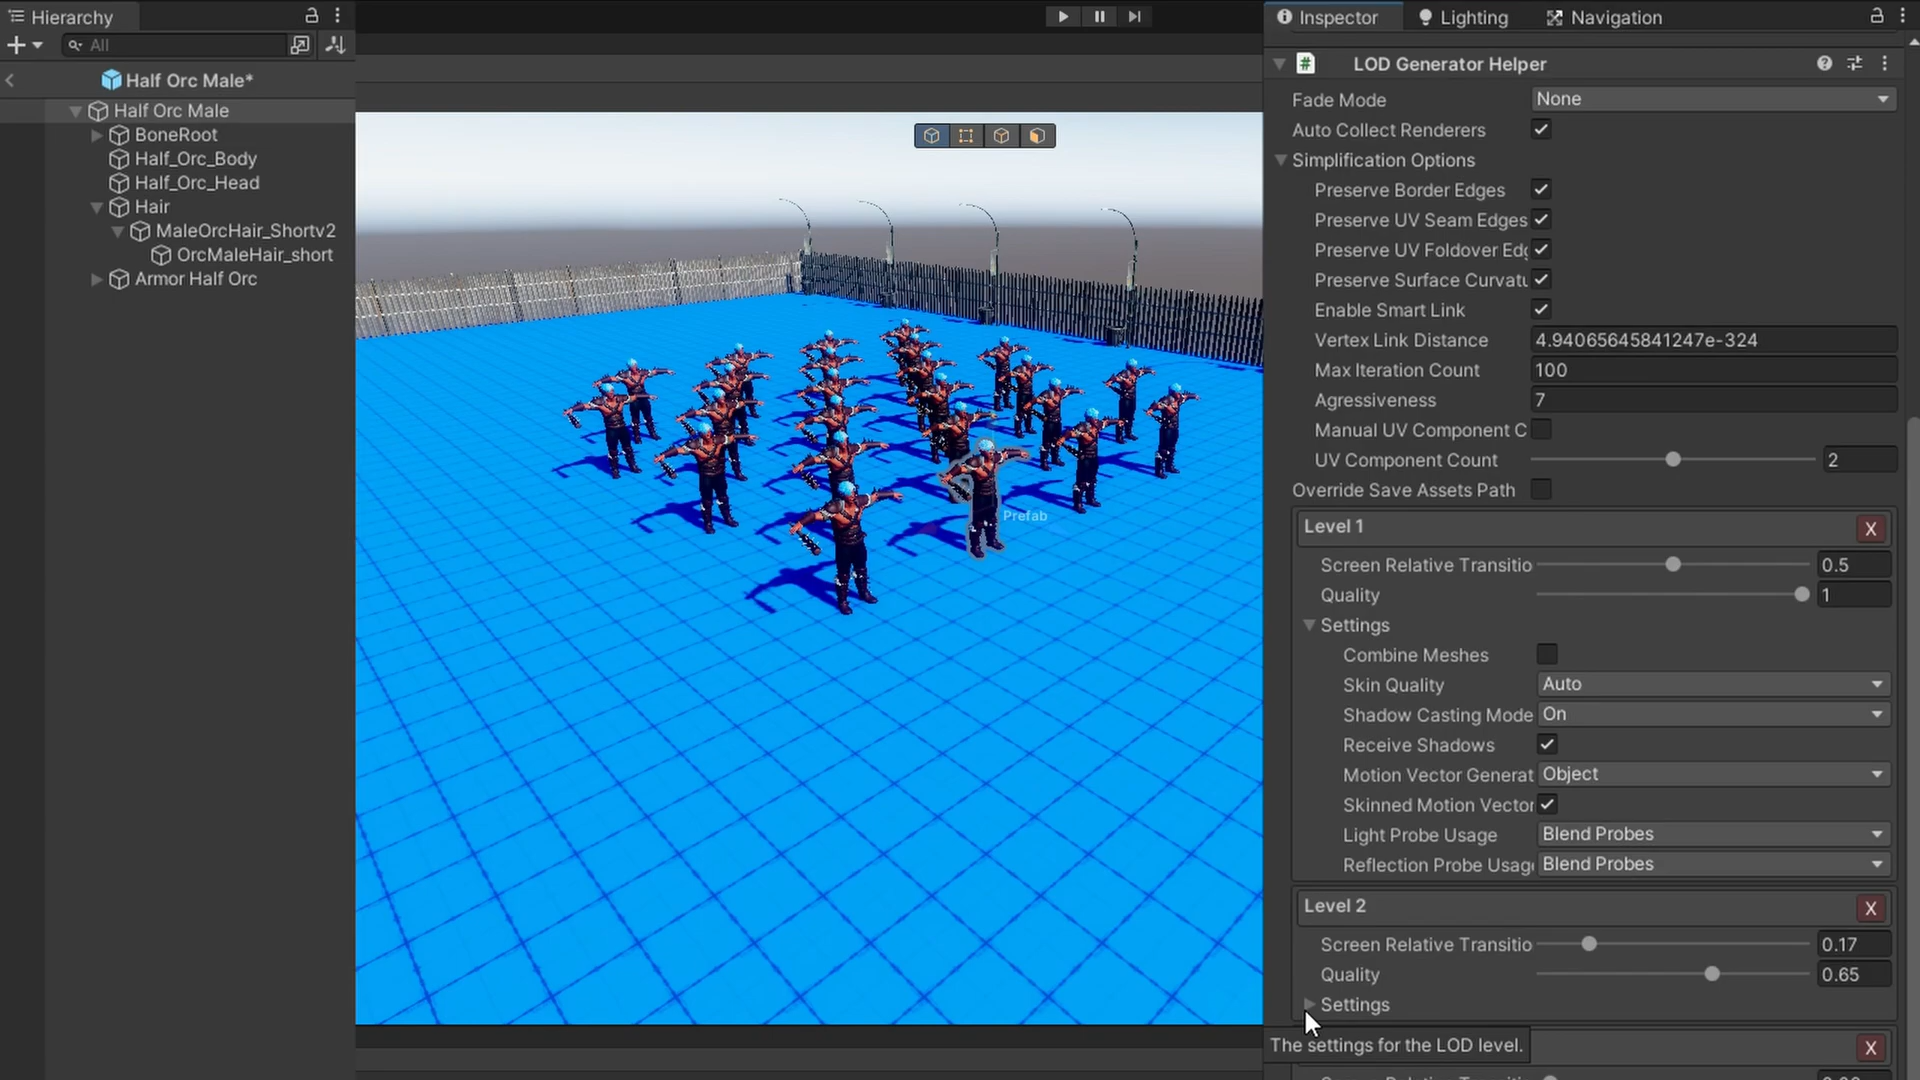 Hierarchy
All
Half Orc Male*
Half Orc Male
BoneRoot
Half_Orc_Body
Half_Orc_Head
Hair
MaleOrcHair_Shortv2
OrcMaleHair_short
Armor Half Orc
Prefab
Inspector
Lighting
Navigation
# LOD Generator Helper
Fade Mode None
Auto Collect Renderers
Simplification Options
Preserve Border Edges
Preserve UV Seam Edges
Preserve UV Foldover Edg
Preserve Surface Curvatu
Enable Smart Link
Vertex Link Distance 4.94065645841247e-324
Max Iteration Count 100
Agressiveness 7
Manual UV Component C
UV Component Count 2
Override Save Assets Path
Level 1 X
Screen Relative Transitio 0.5
Quality 1
Settings
Combine Meshes
Skin Quality Auto
Shadow Casting Mode On
Receive Shadows
Motion Vector Generat Object
Skinned Motion Vector
Light Probe Usage Blend Probes
Reflection Probe Usag Blend Probes
Level 2 X
Screen Relative Transitio 0.17
Quality 0.65
Settings
The settings for the LOD level. X